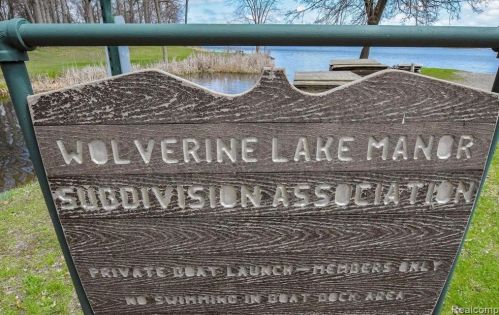 WOLVERINE LAKE MANOR
SUBDIVISION ASSOCIATION
PRIVATE BOAT LAUNCH — MEMBERS ONLY
NO SWIMMING IN BOAT DOCK AREA
Realcomp